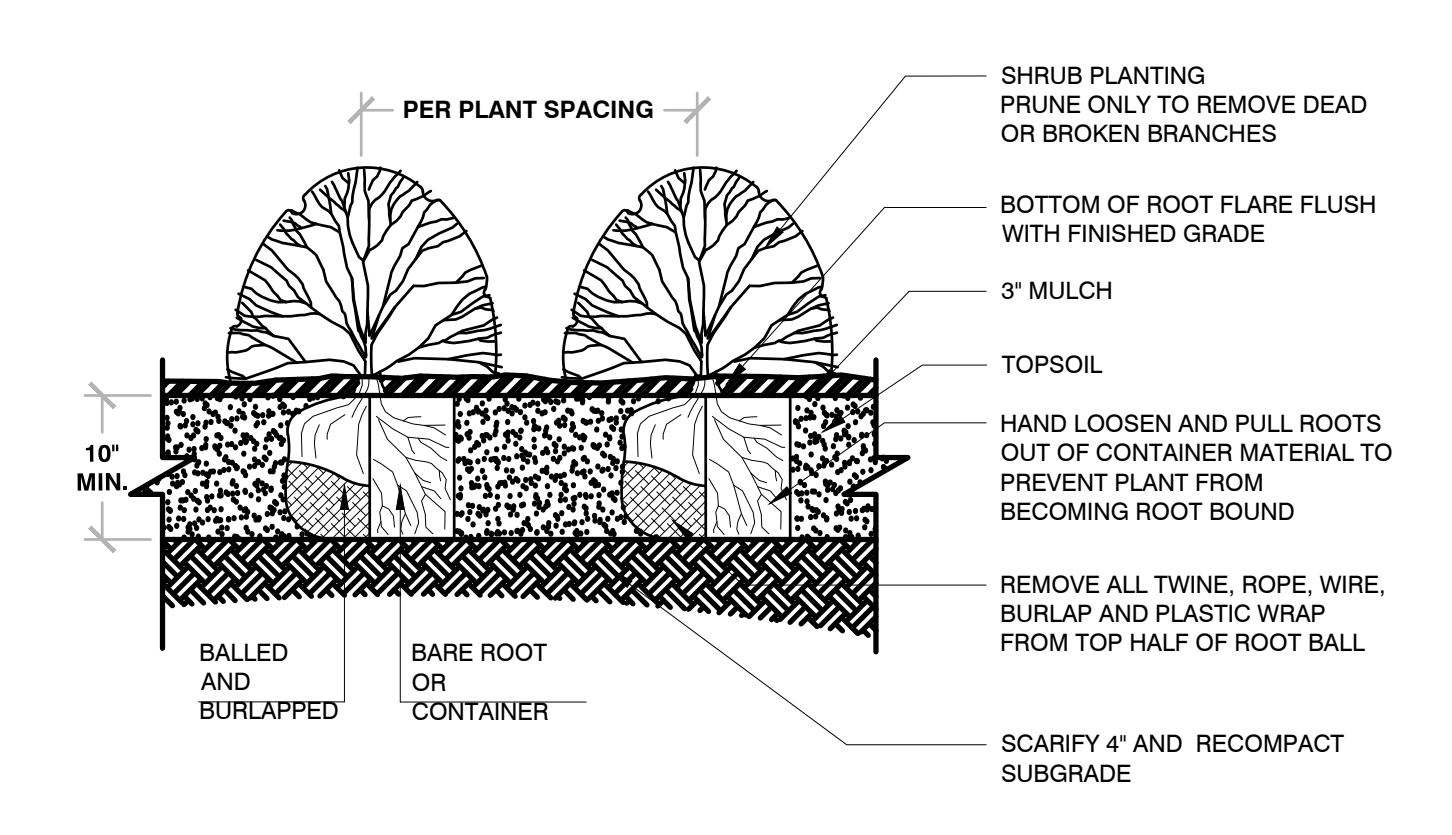 PER PLANT SPACING
SHRUB PLANTING
PRUNE ONLY TO REMOVE DEAD
OR BROKEN BRANCHES
BOTTOM OF ROOT FLARE FLUSH
WITH FINISHED GRADE
3" MULCH
TOPSOIL
HAND LOOSEN AND PULL ROOTS
OUT OF CONTAINER MATERIAL TO
PREVENT PLANT FROM
BECOMING ROOT BOUND
REMOVE ALL TWINE, ROPE, WIRE,
BURLAP AND PLASTIC WRAP
FROM TOP HALF OF ROOT BALL
SCARIFY 4" AND RECOMPACT
SUBGRADE
10"
MIN.
BALLED
AND
BURLAPPED
BARE ROOT
OR
CONTAINER